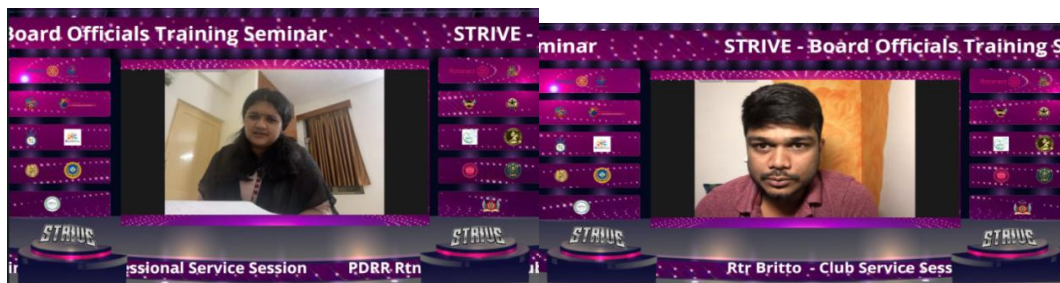 Board Officials Training Seminar STRIVE -
STRIVE
STRIVE
essional Service Session PDRR Rtn
minar STRIVE - Board Officials Training S
STRIVE
STRIVE
Rtr Britto - Club Service Sess